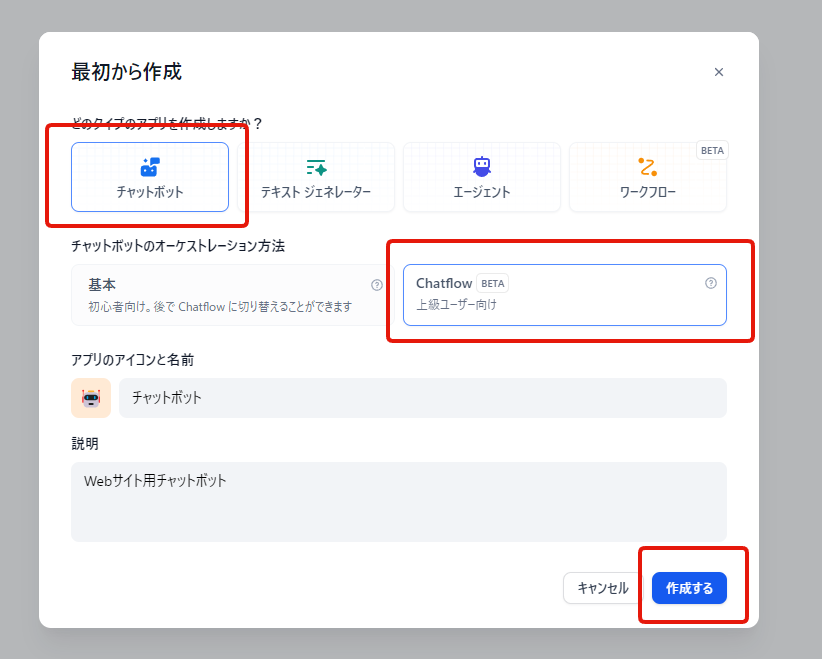 最初から作成
どのタイプのアプリを作成しますか？
BETA
チャットボット
テキスト ジェネレーター
エージェント
ワークフロー
チャットボットのオーケストレーション方法
基本
初心者向け。後で Chatflow に切り替えることができます
Chatflow BETA
上級ユーザー向け
アプリのアイコンと名前
チャットボット
説明
Webサイト用チャットボット
キャンセル
作成する